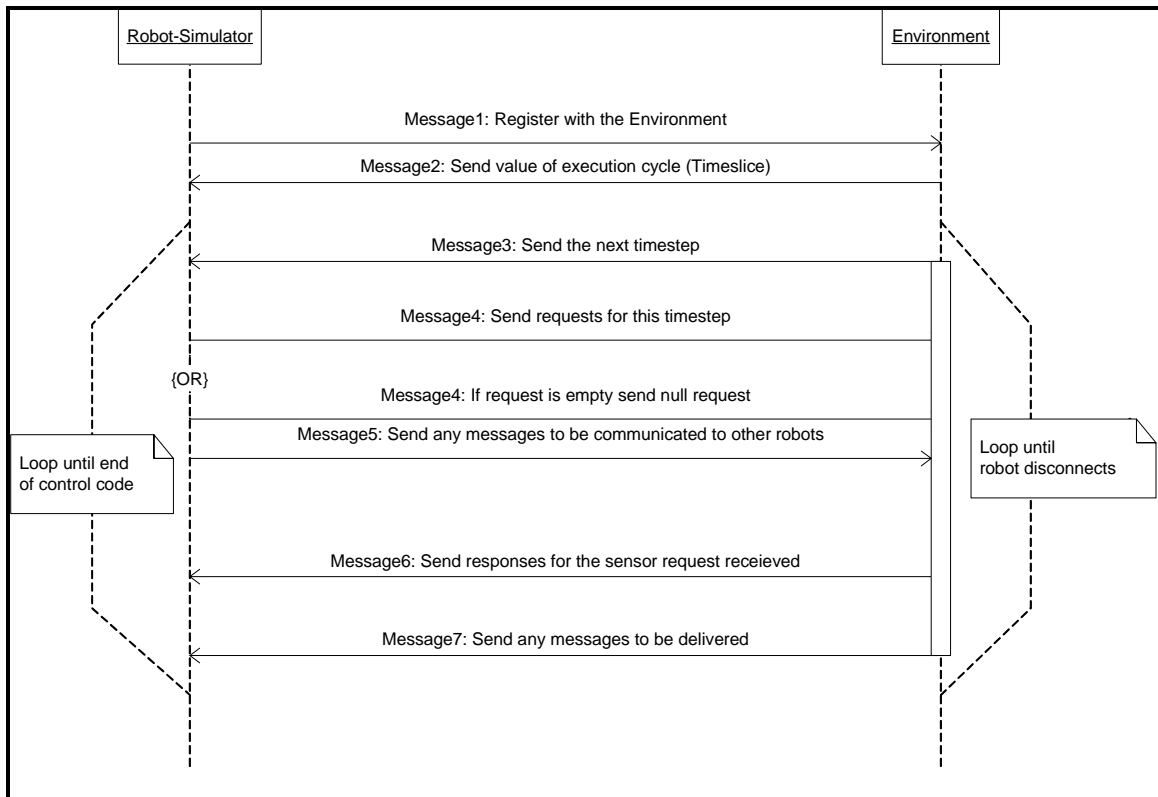 Robot-Simulator
Environment
Message1: Register with the Environment
Message2: Send value of execution cycle (Timeslice)
Message3: Send the next timestep
Message4: Send requests for this timestep
{OR}
Message4: If request is empty send null request
Message5: Send any messages to be communicated to other robots
Loop until end
of control code
Loop until
robot disconnects
Message6: Send responses for the sensor request receieved
Message7: Send any messages to be delivered